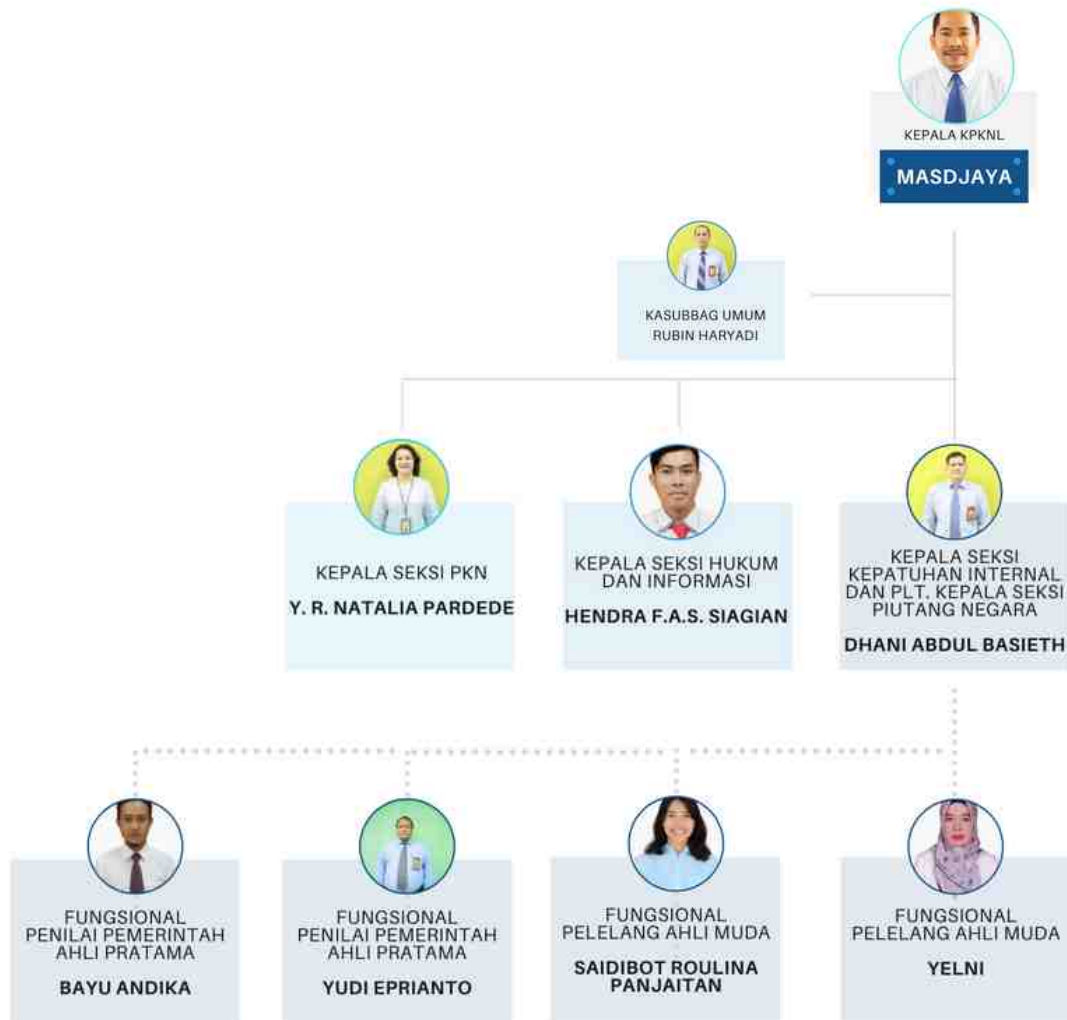 KEPALA KPKNL
MASDJAYA
KASUBBAG UMUM
RUBIN HARYADI
KEPALA SEKSI PKN
Y. R. NATALIA PARDEDE
KEPALA SEKSI HUKUM
DAN INFORMASI
HENDRA F.A.S. SIAGIAN
KEPALA SEKSI
KEPATUHAN INTERNAL
DAN PLT. KEPALA SEKSI
PIUTANG NEGARA
DHANI ABDUL BASIETH
FUNGSIONAL
PENILAI PEMERINTAH
AHLI PRATAMA
BAYU ANDIKA
FUNGSIONAL
PENILAI PEMERINTAH
AHLI PRATAMA
YUDI EPRIANTO
FUNGSIONAL
PELELANG AHLI MUDA
SAIDIBOT ROULINA
PANJAITAN
FUNGSIONAL
PELELANG AHLI MUDA
YELNI